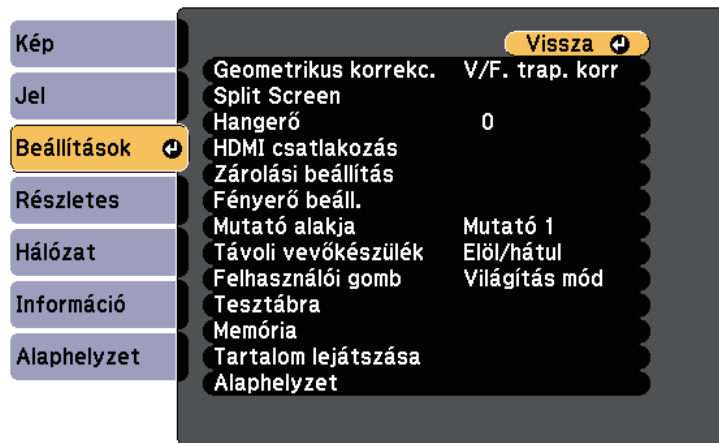 Kép
Jel
Beállítások
Részletes
Hálózat
Információ
Alaphelyzet
Vissza
Geometrikus korrekc. V/F. trap. korr
Split Screen
Hangerő 0
HDMI csatlakozás
Zárolási beállítás
Fényerő beáll.
Mutató alakja Mutató 1
Távoli vevőkészülék Elöl/hátul
Felhasználói gomb Világítás mód
Tesztábra
Memória
Tartalom lejátszása
Alaphelyzet